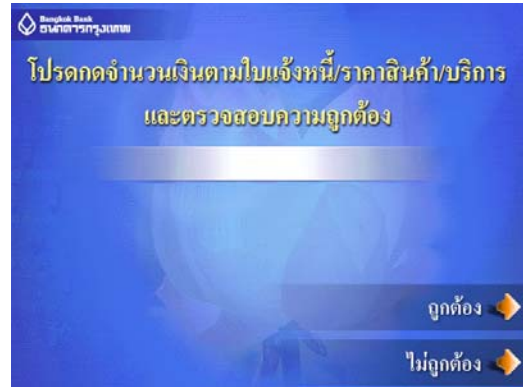 Bangkok Bank
ธนาคารกรุงเทพ
โปรดกดจำนวนเงินตามใบแจ้งหนี้/ราคาสินค้า/บริการ
และตรวจสอบความถูกต้อง
ถูกต้อง
ไม่ถูกต้อง